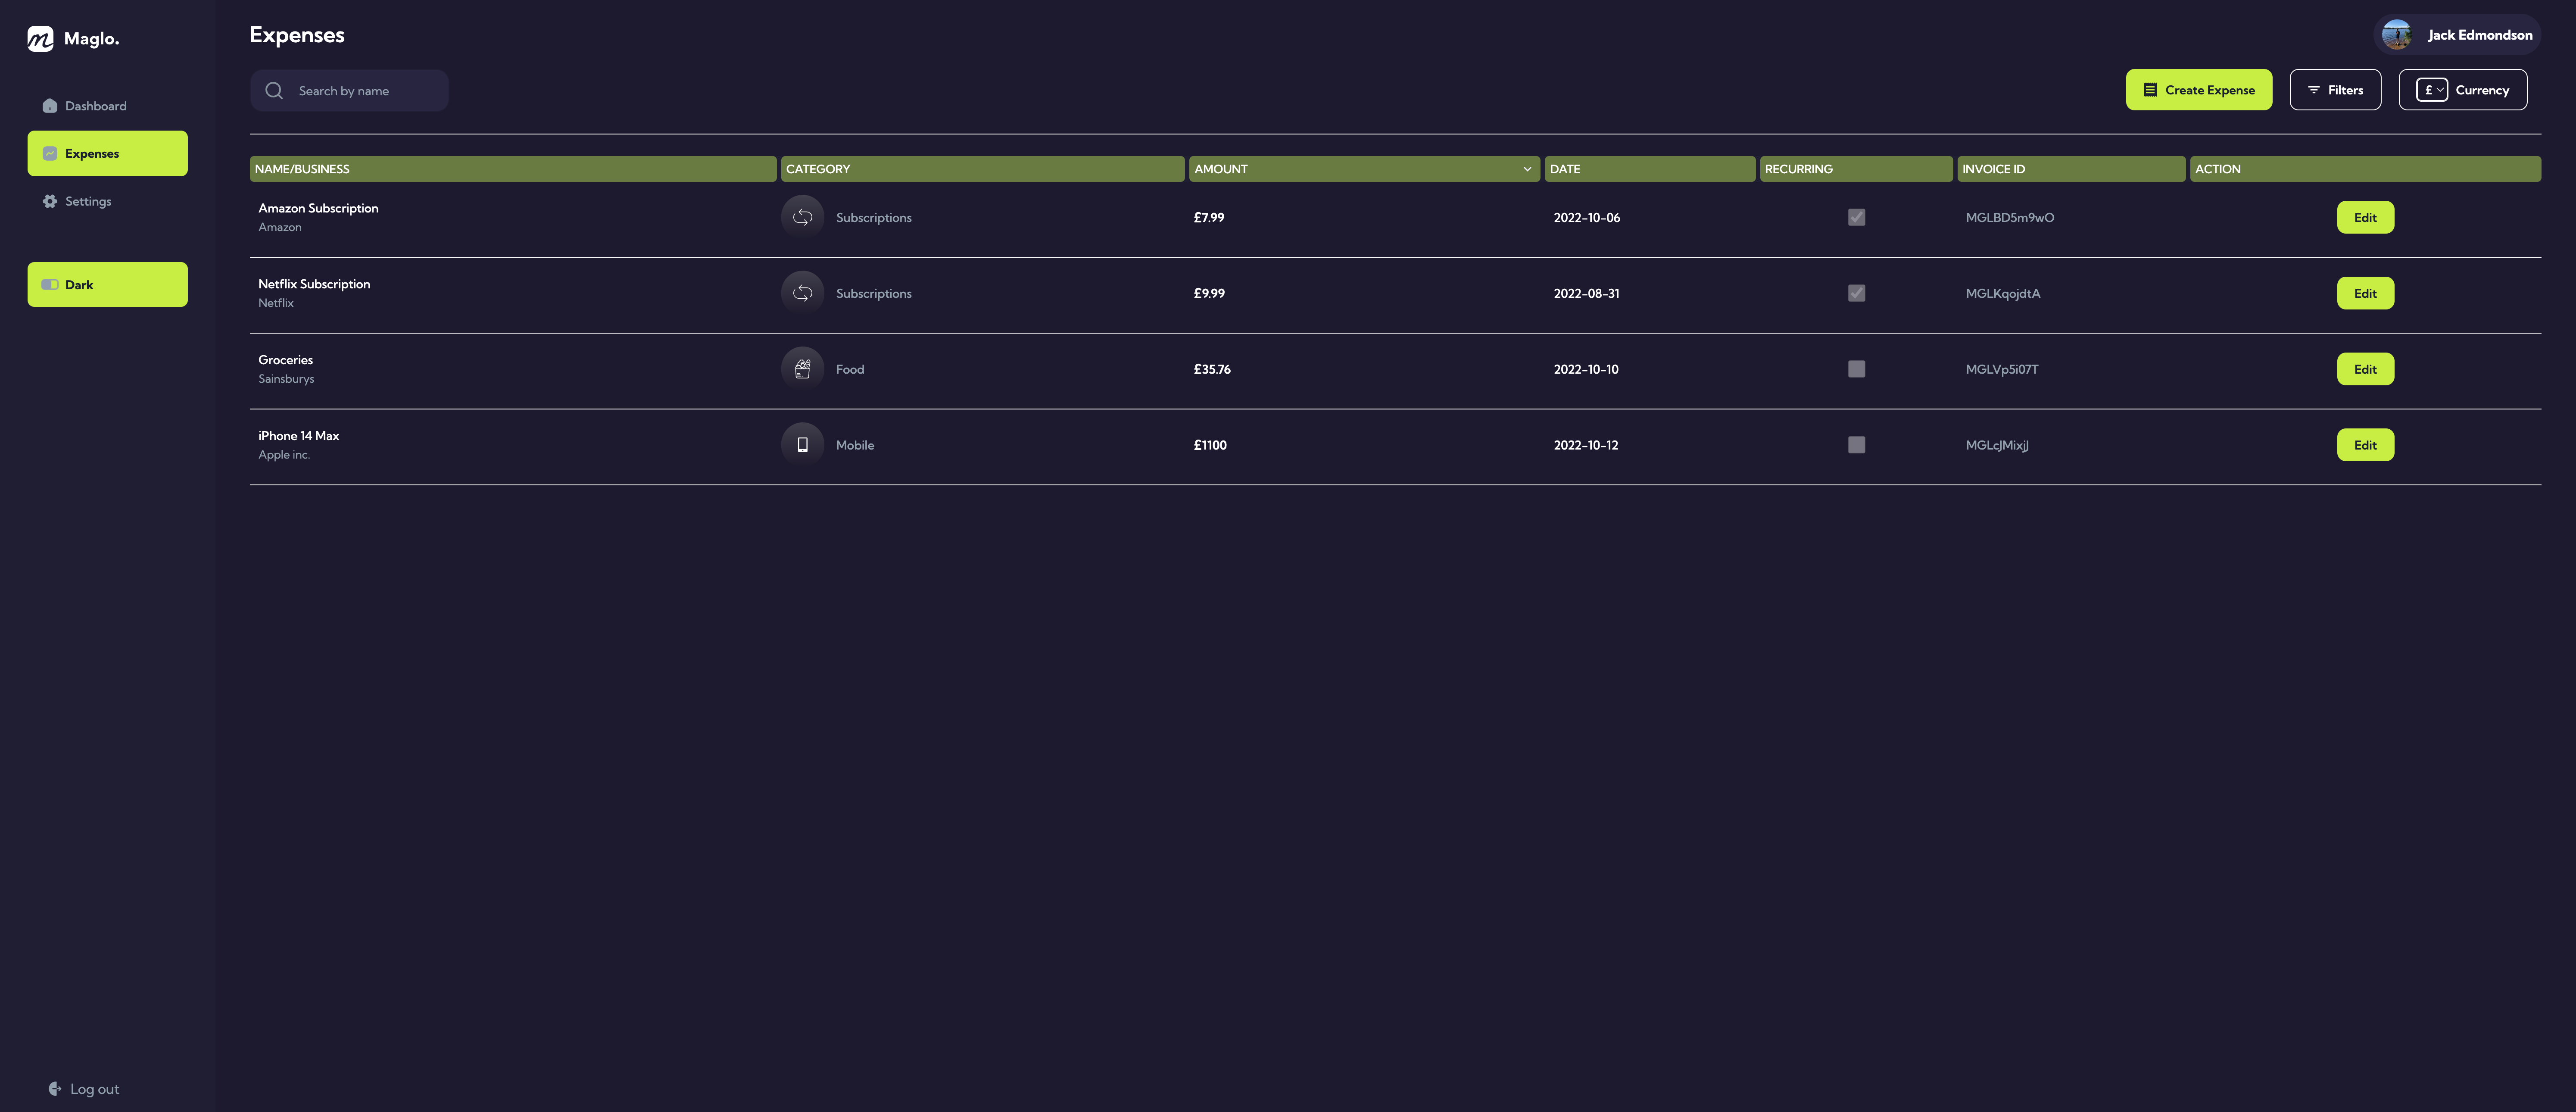 Maglo.
Expenses
Jack Edmondson
Search by name
Create Expense
Filters
£ Currency
Dashboard
Expenses
Settings
Dark
NAME/BUSINESS CATEGORY AMOUNT DATE RECURRING INVOICE ID ACTION
Amazon Subscription
Amazon
Subscriptions £7.99 2022-10-06 MGLBD5m9wO Edit
Netflix Subscription
Netflix
Subscriptions £9.99 2022-08-31 MGLKqojdtA Edit
Groceries
Sainsburys
Food £35.76 2022-10-10 MGLVp5i07T Edit
iPhone 14 Max
Apple inc.
Mobile £1100 2022-10-12 MGLcJMixjJ Edit
Log out